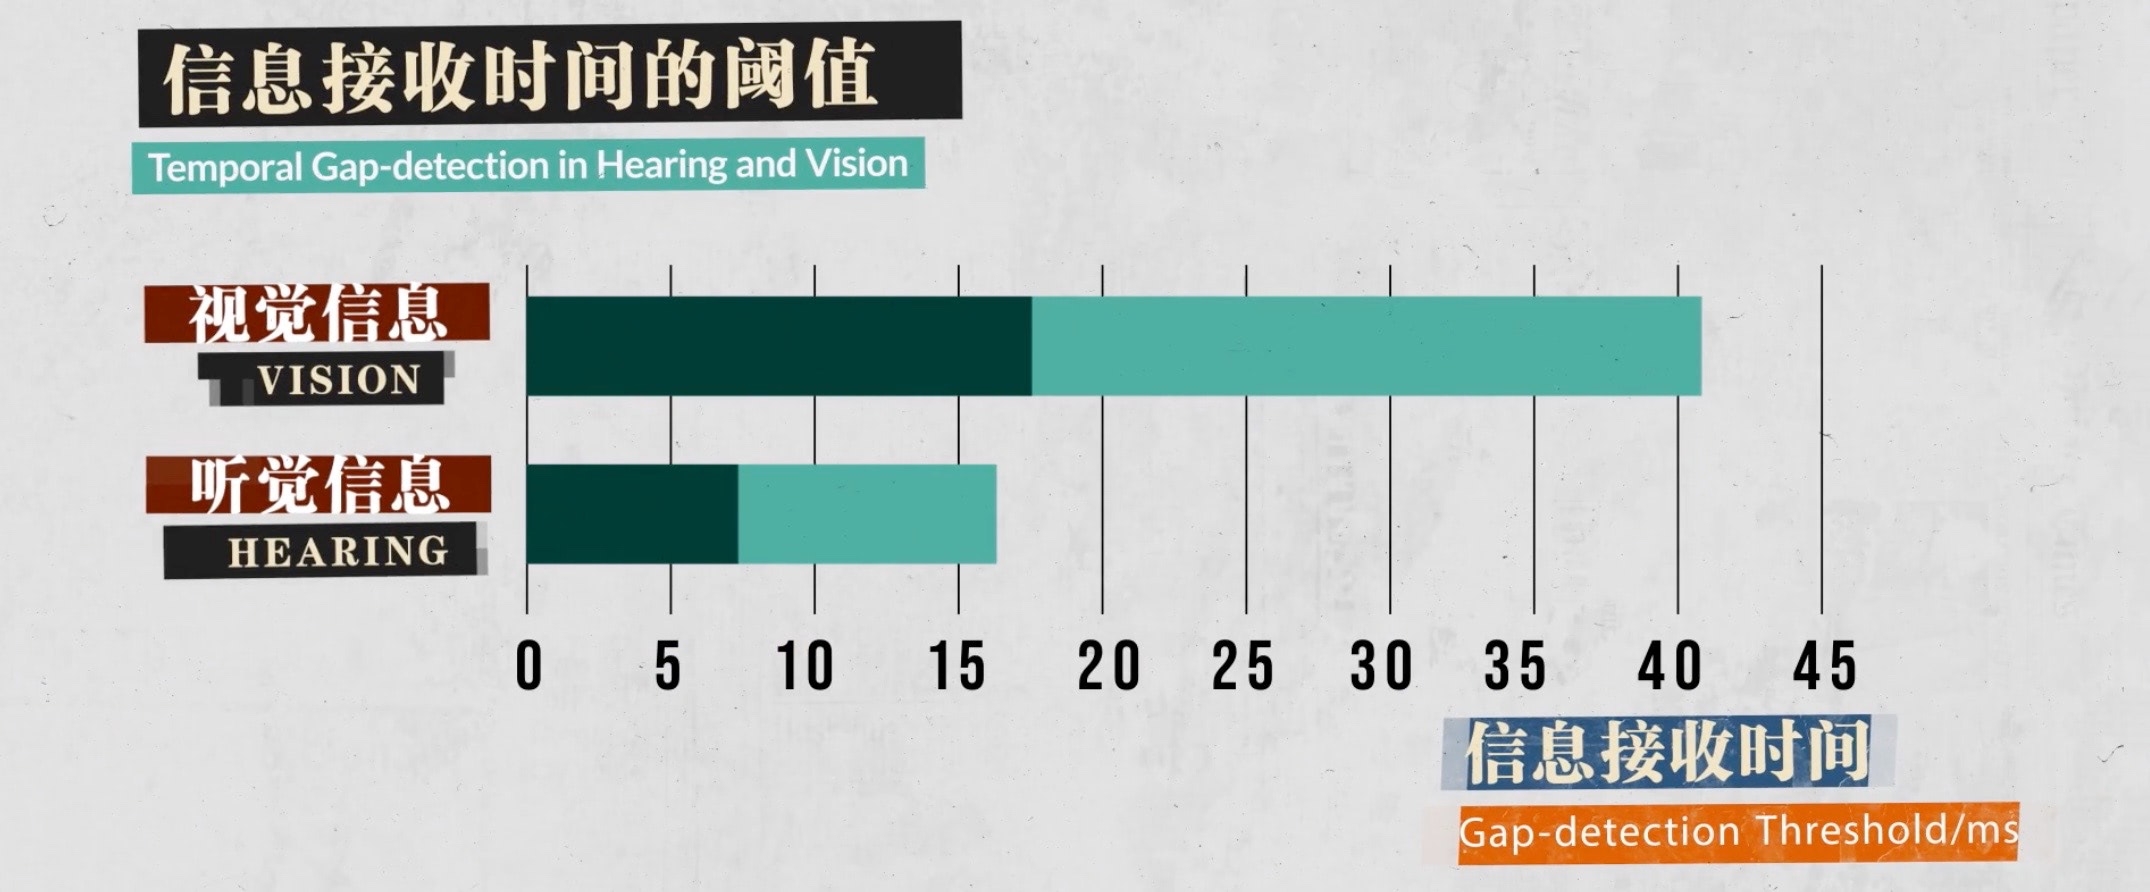 信息接收时间的阈值
Temporal Gap-detection in Hearing and Vision
视觉信息
VISION
听觉信息
HEARING
0 5 10 15 20 25 30 35 40 45
信息接收时间
Gap-detection Threshold/ms